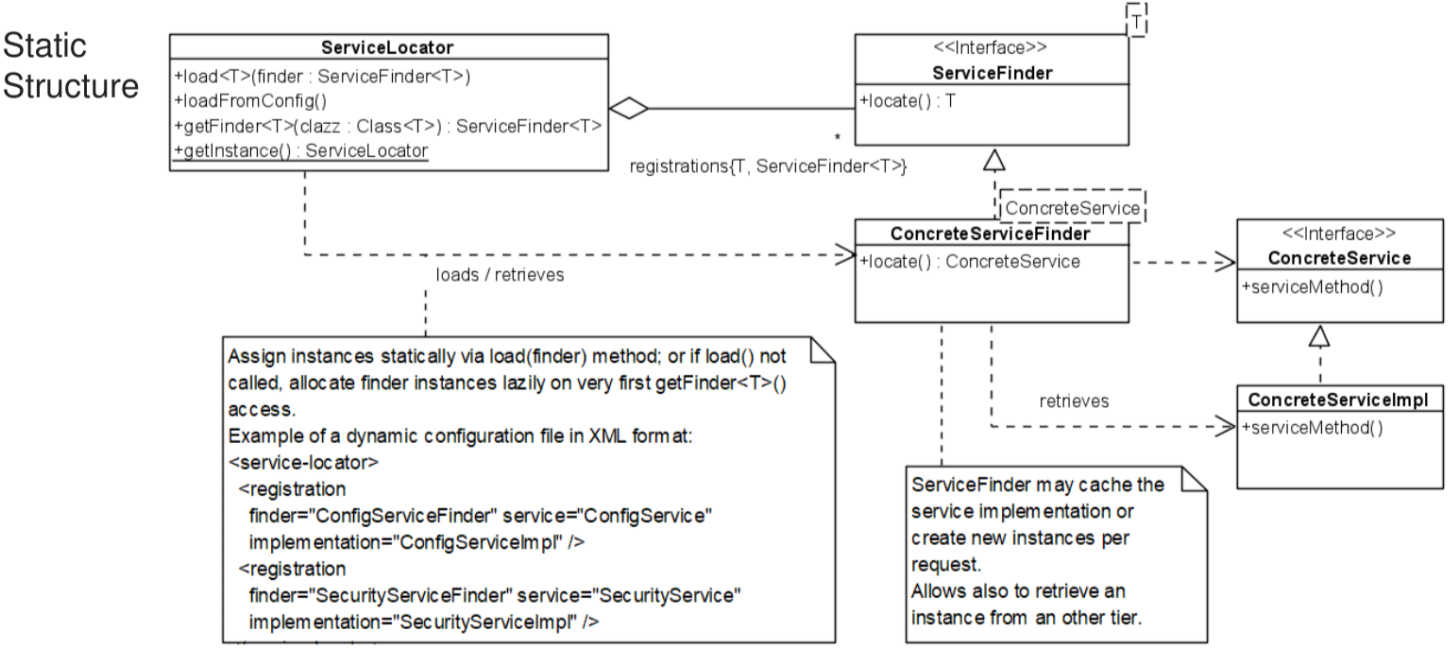 Static
Structure
ServiceLocator
+load<T>(finder : ServiceFinder<T>)
+loadFromConfig()
+getFinder<T>(clazz : Class<T>) : ServiceFinder<T>
+getInstance() : ServiceLocator
T
<<Interface>>
ServiceFinder
+locate() : T
*
registrations{T, ServiceFinder<T>}
ConcreteService
ConcreteServiceFinder
+locate() : ConcreteService
<<Interface>>
ConcreteService
+serviceMethod()
loads / retrieves
retrieves
ConcreteServiceImpl
+serviceMethod()
Assign instances statically via load(finder) method; or if load() not
called, allocate finder instances lazily on very first getFinder<T>()
access.
Example of a dynamic configuration file in XML format:
<service-locator>
<registration
finder="ConfigServiceFinder" service="ConfigService"
implementation="ConfigServiceImpl" />
<registration
finder="SecurityServiceFinder" service="SecurityService"
implementation="SecurityServiceImpl" />
ServiceFinder may cache the
service implementation or
create new instances per
request.
Allows also to retrieve an
instance from an other tier.